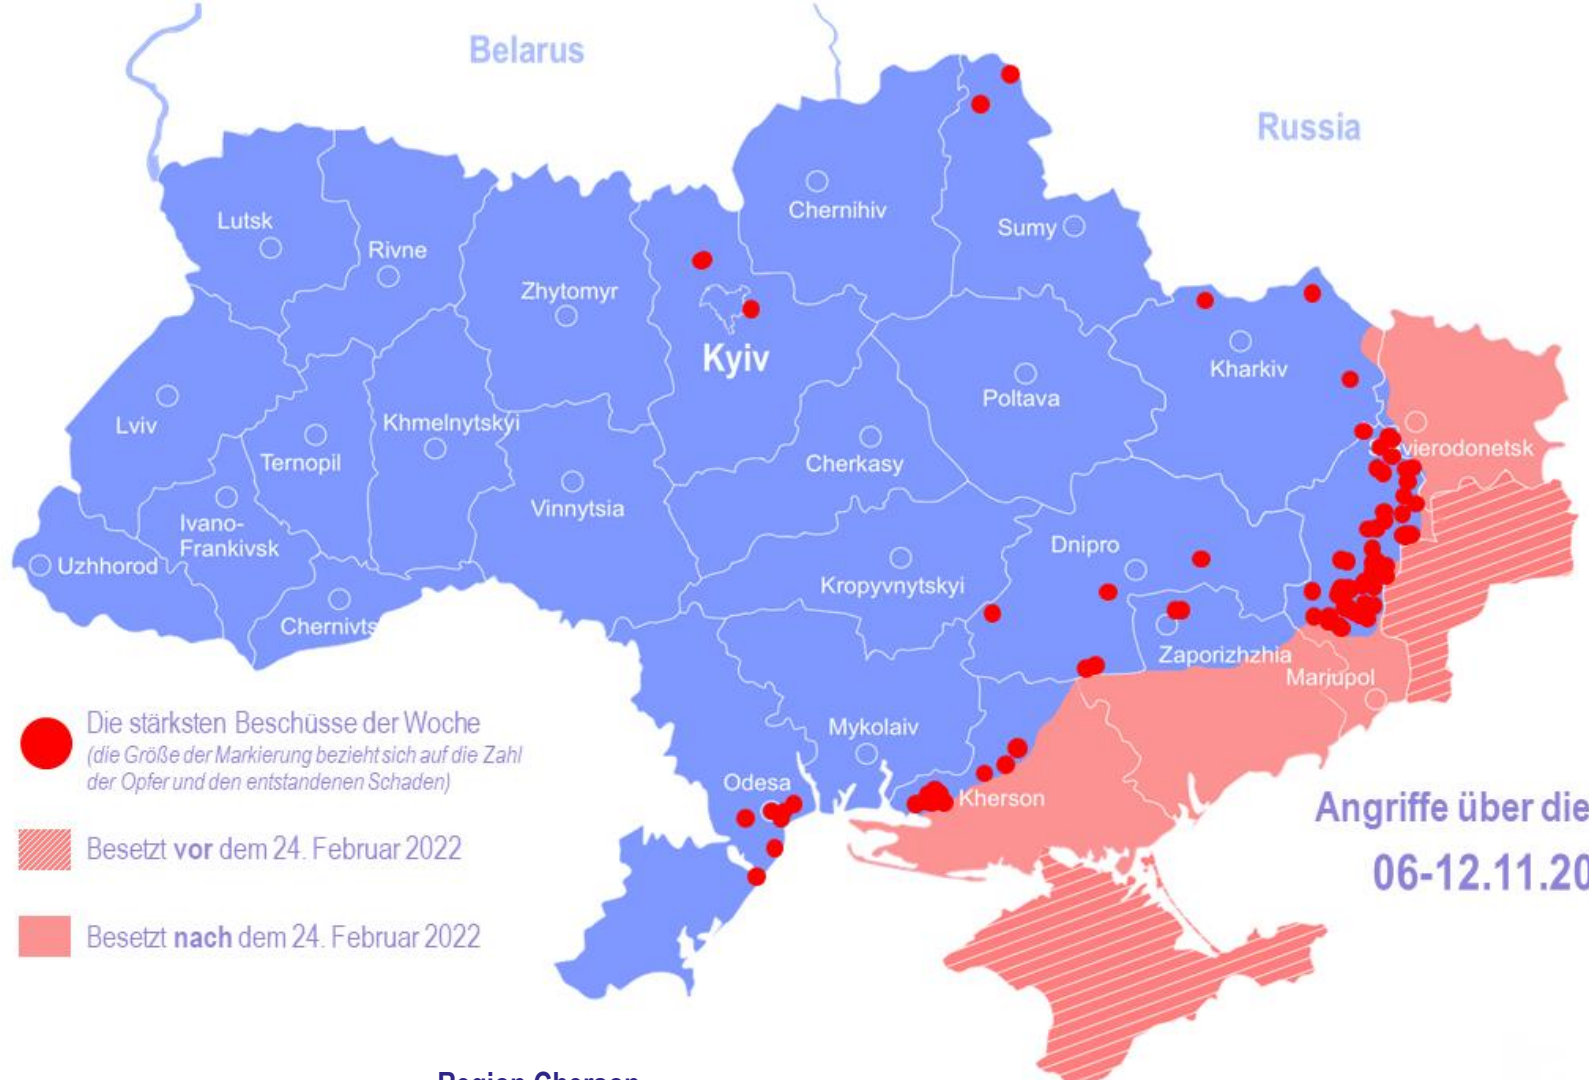 Belarus
Russia
Chernihiv
Sumy
Lutsk
Rivne
Zhytomyr
Kyiv
Kharkiv
Poltava
Lviv
Khmelnytskyi
Ternopil
Cherkasy
vierodonetsk
Vinnytsia
Ivano-
Frankivsk
Uzhhorod
Dnipro
Kropyvnytskyi
Chernivts
Zaporizhzhia
Mariupol
Mykolaiv
Odesa
Kherson
Die stärksten Beschüsse der Woche
(die Größe der Markierung bezieht sich auf die Zahl
der Opfer und den entstandenen Schaden)
Besetzt vor dem 24. Februar 2022
Besetzt nach dem 24. Februar 2022
Angriffe über die
06-12.11.20
Region Cherson